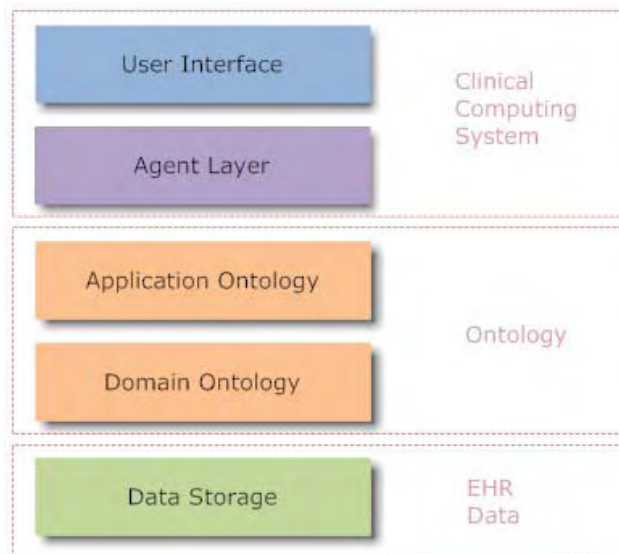 User Interface
Clinical
Computing
System
Agent Layer
Application Ontology
Ontology
Domain Ontology
Data Storage
EHR
Data